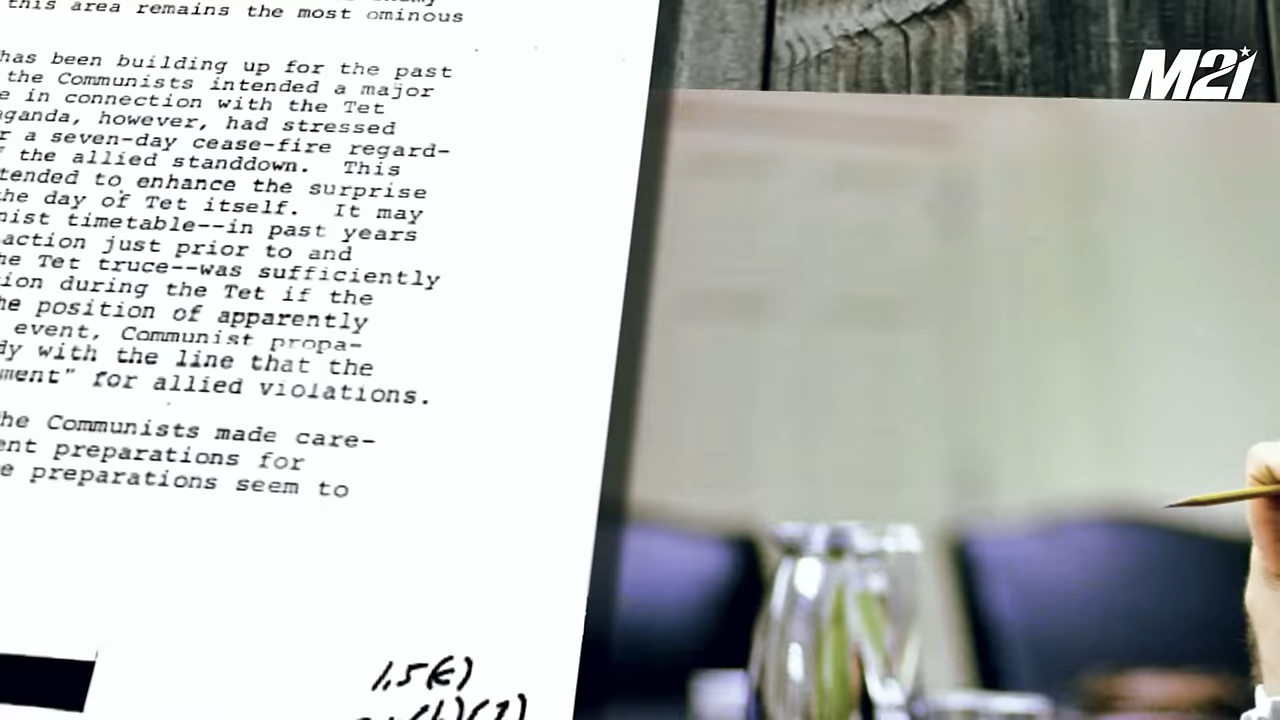 this area remains the most ominous
has been building up for the past
the Communists intended a major
e in connection with the Tet
aganda, however, had stressed
r a seven-day cease-fire regard-
the allied standdown. This
tended to enhance the surprise
the day of Tet itself. It may
nist timetable--in past years
action just prior to and
he Tet truce--was sufficiently
ion during the Tet if the
he position of apparently
event, Communist propa-
dy with the line that the
ment" for allied violations.
he Communists made care-
ent preparations for
e preparations seem to
1.5(c)
M21